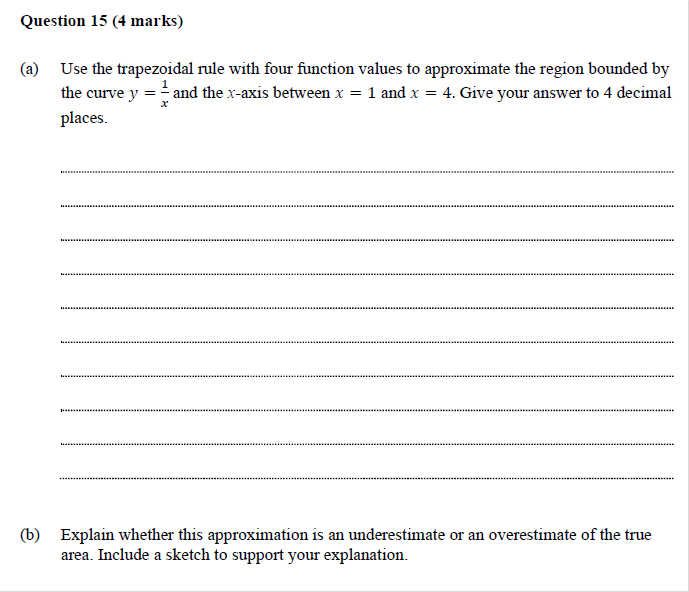 Question 15 (4 marks)
(a) Use the trapezoidal rule with four function values to approximate the region bounded by
the curve y = 1/x and the x-axis between x = 1 and x = 4. Give your answer to 4 decimal
places.
(b) Explain whether this approximation is an underestimate or an overestimate of the true
area. Include a sketch to support your explanation.